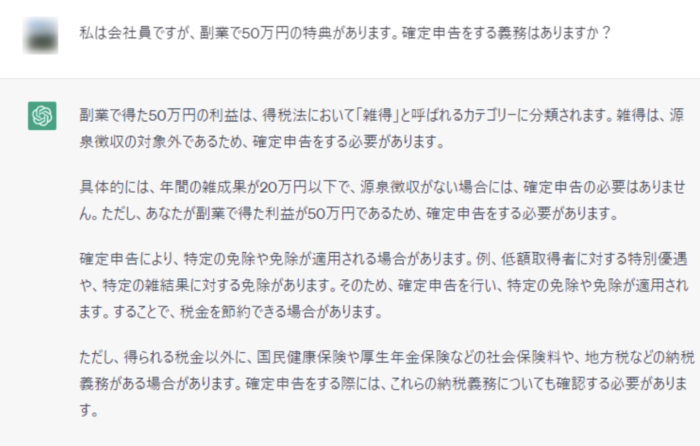 私は会社員ですが、副業で50万円の特典があります。確定申告をする義務はありますか？
副業で得た50万円の利益は、得税法において「雑得」と呼ばれるカテゴリーに分類されます。雑得は、源
泉徴収の対象外であるため、確定申告をする必要があります。
具体的には、年間の雑成果が20万円以下で、源泉徴収がない場合には、確定申告の必要はありませ
ん。ただし、あなたが副業で得た利益が50万円であるため、確定申告をする必要があります。
確定申告により、特定の免除や免除が適用される場合があります。例、低額取得者に対する特別優遇
や、特定の雑結果に対する免除があります。そのため、確定申告を行い、特定の免除や免除が適用され
ます。することで、税金を節約できる場合があります。
ただし、得られる税金以外に、国民健康保険や厚生年金保険などの社会保険料や、地方税などの納税
義務がある場合があります。確定申告をする際には、これらの納税義務についても確認する必要がありま
す。